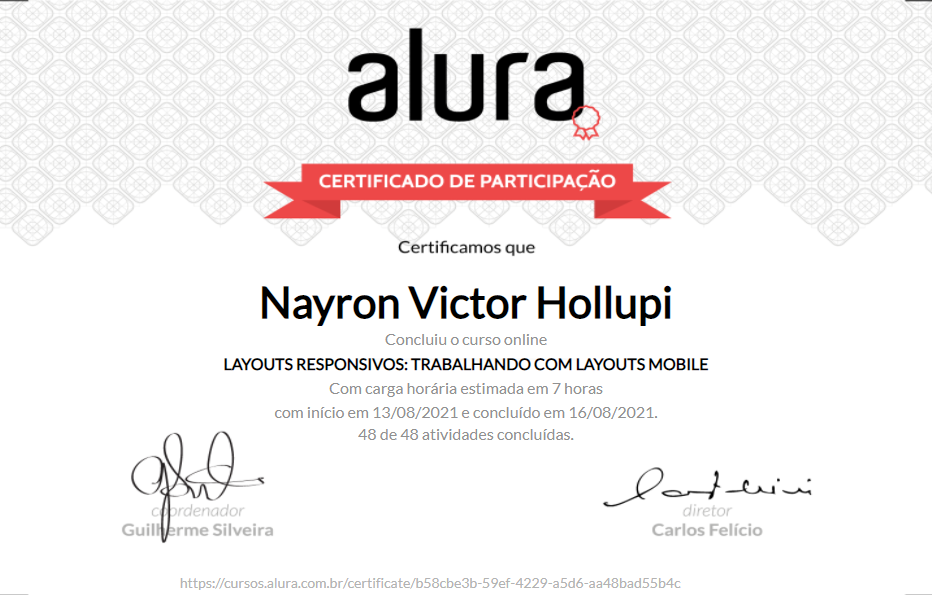 alura
CERTIFICADO DE PARTICIPAÇÃO
Certificamos que
Nayron Victor Hollupi
Concluiu o curso online
LAYOUTS RESPONSIVOS: TRABALHANDO COM LAYOUTS MOBILE
Com carga horária estimada em 7 horas
com início em 13/08/2021 e concluído em 16/08/2021.
48 de 48 atividades concluídas.
coordenador
Guilherme Silveira
diretor
Carlos Felício
https://cursos.alura.com.br/certificate/b58cbe3b-59ef-4229-a5d6-aa48bad55b4c